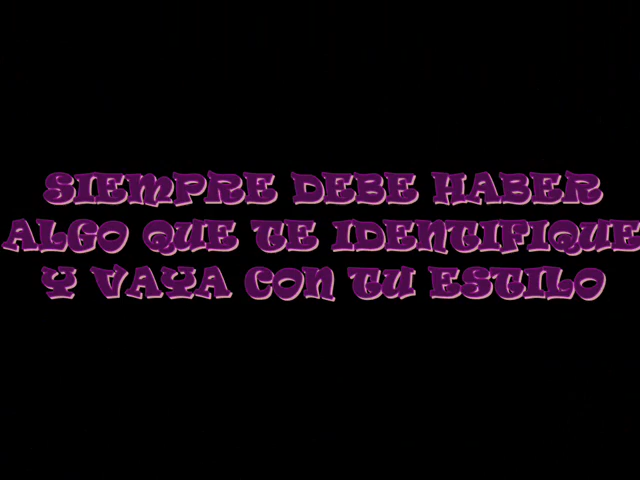 SIEMPRE DEBE HABER
ALGO QUE TE IDENTIFIQUE
Y VAYA CON TU ESTILO